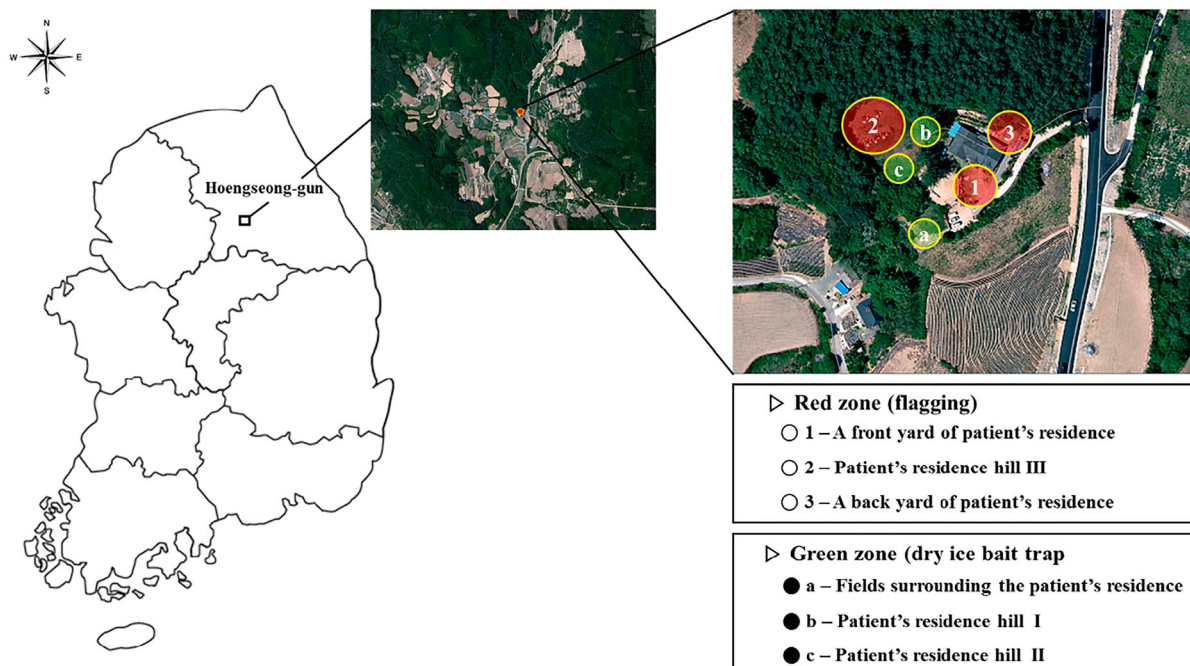 N
W E
S
Hoengseong-gun
2
b
3
c
1
a
▷ Red zone (flagging)
○ 1 – A front yard of patient’s residence
○ 2 – Patient’s residence hill III
○ 3 – A back yard of patient’s residence
▷ Green zone (dry ice bait trap
● a – Fields surrounding the patient’s residence
● b – Patient’s residence hill I
● c – Patient’s residence hill II